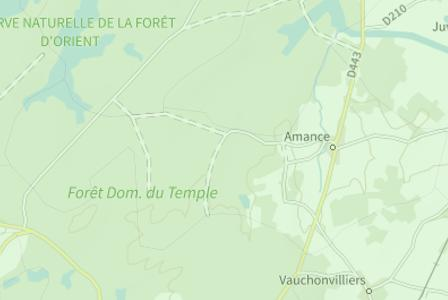 RVE NATURELLE DE LA FORÊT
D'ORIENT
D210
D443
Amance
Forêt Dom. du Temple
Vauchonvilliers